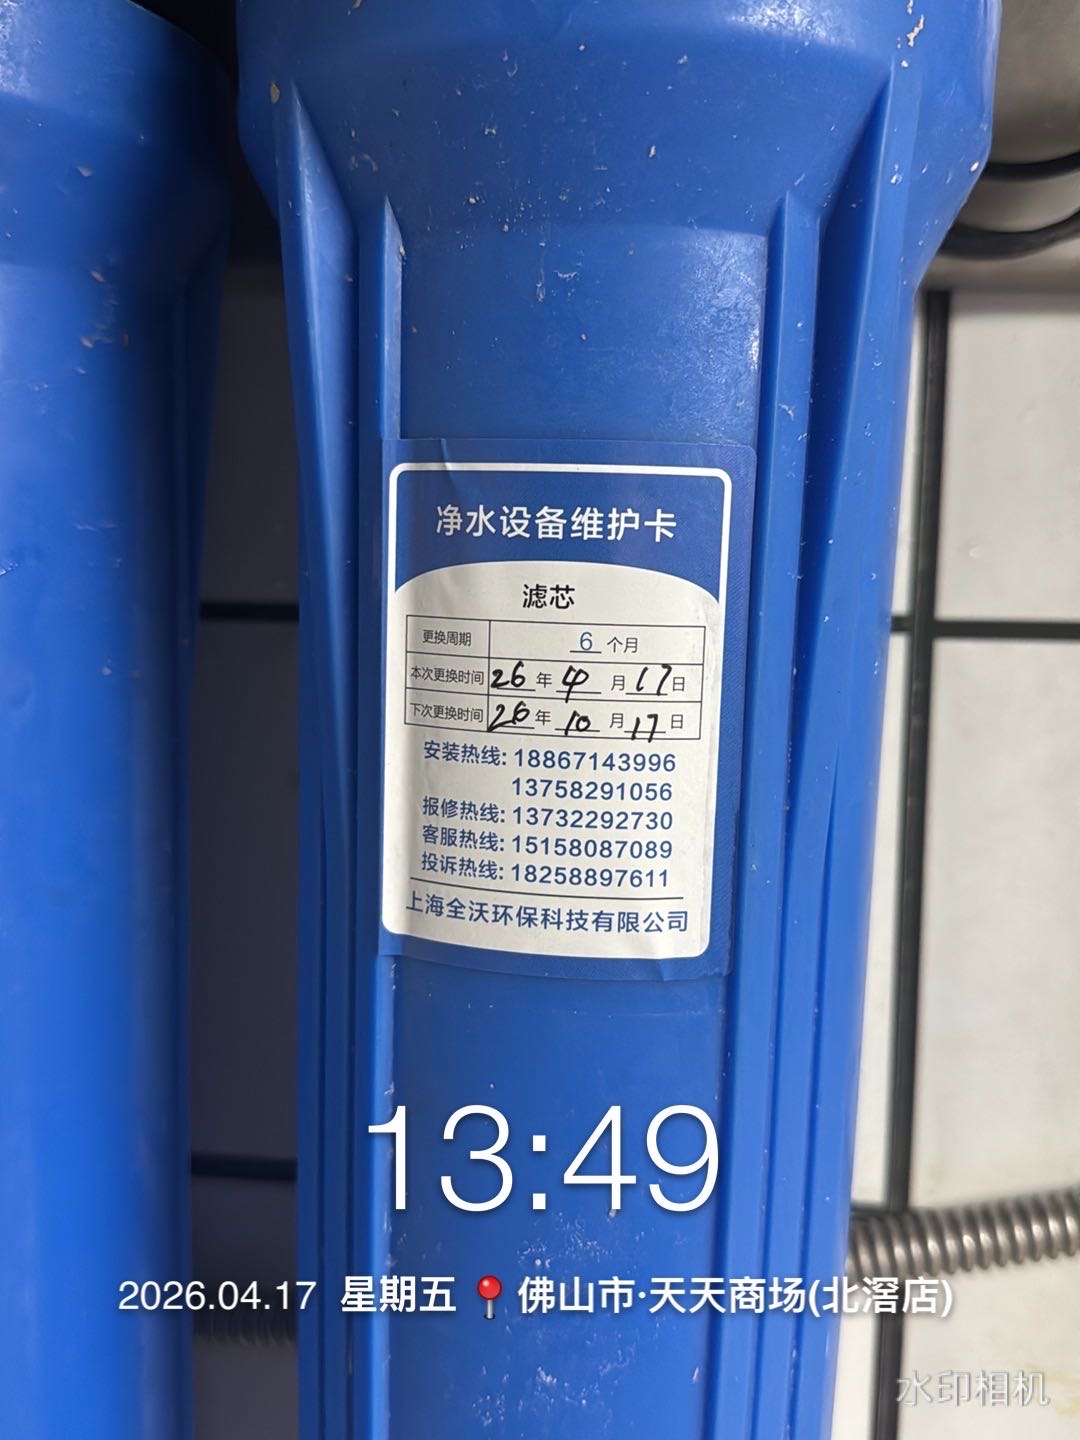 净水设备维护卡
滤芯
更换周期 6 个月
本次更换时间 26 年 4 月 17 日
下次更换时间 26 年 10 月 17 日
安装热线: 18867143996
13758291056
报修热线: 13732292730
客服热线: 15158087089
投诉热线: 18258897611
上海全沃环保科技有限公司
13:49
2026.04.17 星期五 📍 佛山市·天天商场(北滘店)
水印相机